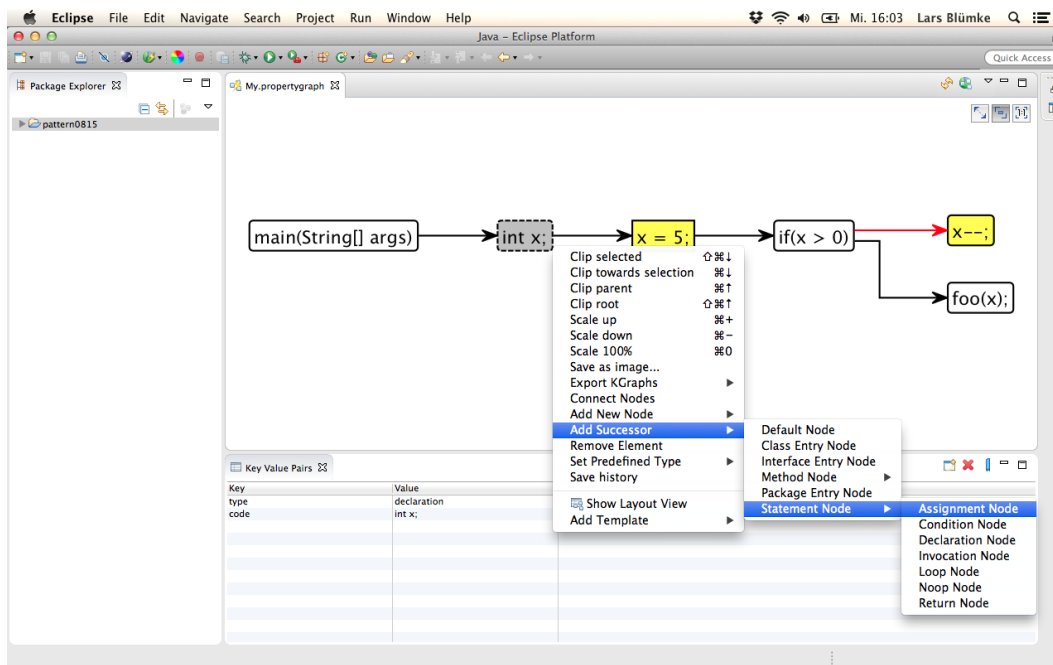 Eclipse File Edit Navigate Search Project Run Window Help Mi. 16:03 Lars Blümke
Java – Eclipse Platform
Quick Access
Package Explorer
My.propertygraph
pattern0815
main(String[] args)
int x;
x = 5;
if(x > 0)
x--;
foo(x);
Clip selected ⇧⌘↓
Clip towards selection ⌘↓
Clip parent ⌘↑
Clip root ⇧⌘↑
Scale up ⌘+
Scale down ⌘−
Scale 100% ⌘0
Save as image...
Export KGraphs
Connect Nodes
Add New Node
Add Successor
Remove Element
Set Predefined Type
Save history
Show Layout View
Add Template
Default Node
Class Entry Node
Interface Entry Node
Method Node
Package Entry Node
Statement Node
Assignment Node
Condition Node
Declaration Node
Invocation Node
Loop Node
Noop Node
Return Node
Key Value Pairs
Key Value
type declaration
code int x;